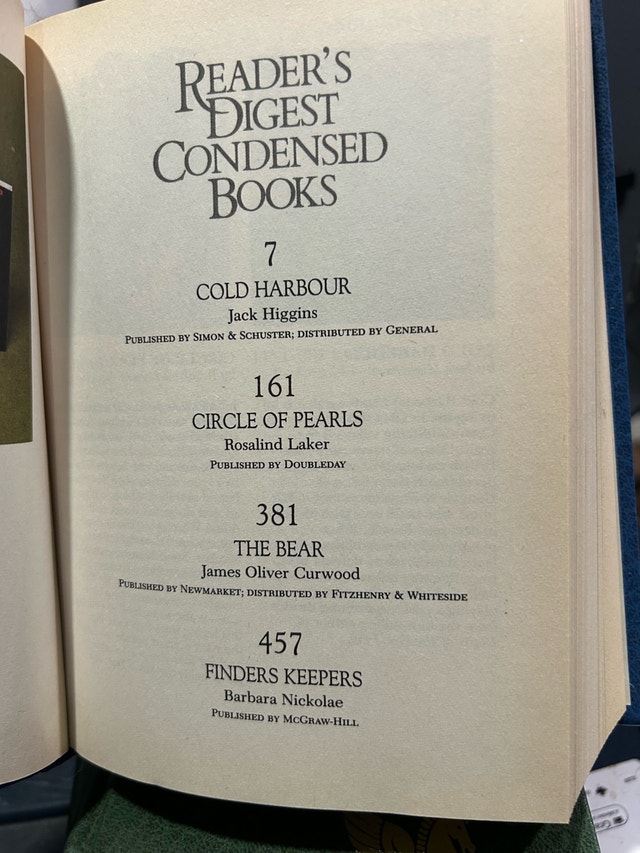 READER'S
DIGEST
CONDENSED
BOOKS
7
COLD HARBOUR
Jack Higgins
PUBLISHED BY SIMON & SCHUSTER; DISTRIBUTED BY GENERAL
161
CIRCLE OF PEARLS
Rosalind Laker
PUBLISHED BY DOUBLEDAY
381
THE BEAR
James Oliver Curwood
PUBLISHED BY NEWMARKET; DISTRIBUTED BY FITZHENRY & WHITESIDE
457
FINDERS KEEPERS
Barbara Nickolae
PUBLISHED BY MCGRAW-HILL